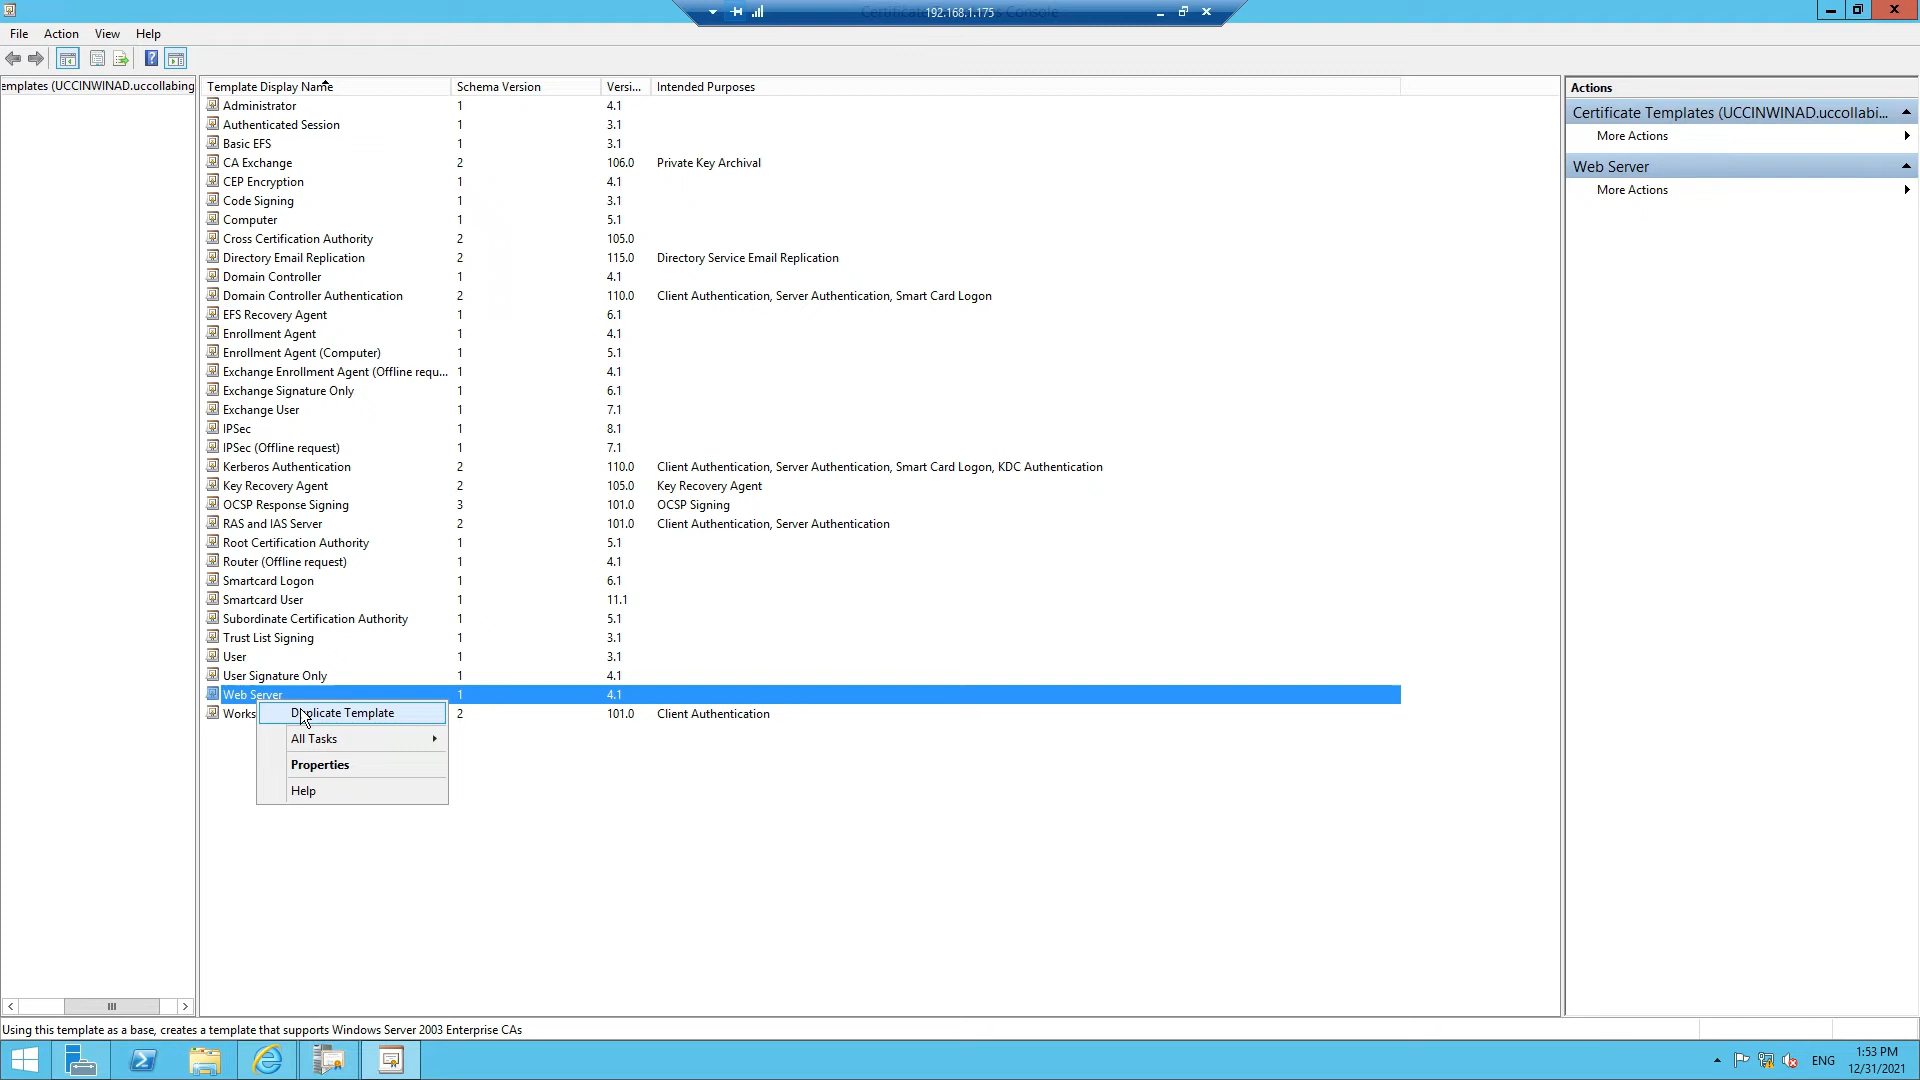 Certificate Templates Console
192.168.1.175
File Action View Help
emplates (UCCINWINAD.uccollabing
Template Display Name Schema Version Versi... Intended Purposes
Administrator 1 4.1
Authenticated Session 1 3.1
Basic EFS 1 3.1
CA Exchange 2 106.0 Private Key Archival
CEP Encryption 1 4.1
Code Signing 1 3.1
Computer 1 5.1
Cross Certification Authority 2 105.0
Directory Email Replication 2 115.0 Directory Service Email Replication
Domain Controller 1 4.1
Domain Controller Authentication 2 110.0 Client Authentication, Server Authentication, Smart Card Logon
EFS Recovery Agent 1 6.1
Enrollment Agent 1 4.1
Enrollment Agent (Computer) 1 5.1
Exchange Enrollment Agent (Offline requ... 1 4.1
Exchange Signature Only 1 6.1
Exchange User 1 7.1
IPSec 1 8.1
IPSec (Offline request) 1 7.1
Kerberos Authentication 2 110.0 Client Authentication, Server Authentication, Smart Card Logon, KDC Authentication
Key Recovery Agent 2 105.0 Key Recovery Agent
OCSP Response Signing 3 101.0 OCSP Signing
RAS and IAS Server 2 101.0 Client Authentication, Server Authentication
Root Certification Authority 1 5.1
Router (Offline request) 1 4.1
Smartcard Logon 1 6.1
Smartcard User 1 11.1
Subordinate Certification Authority 1 5.1
Trust List Signing 1 3.1
User 1 3.1
User Signature Only 1 4.1
Web Server 1 4.1
Works 2 101.0 Client Authentication
Duplicate Template
All Tasks
Properties
Help
Actions
Certificate Templates (UCCINWINAD.uccollabi...
More Actions
Web Server
More Actions
Using this template as a base, creates a template that supports Windows Server 2003 Enterprise CAs
ENG
1:53 PM
12/31/2021